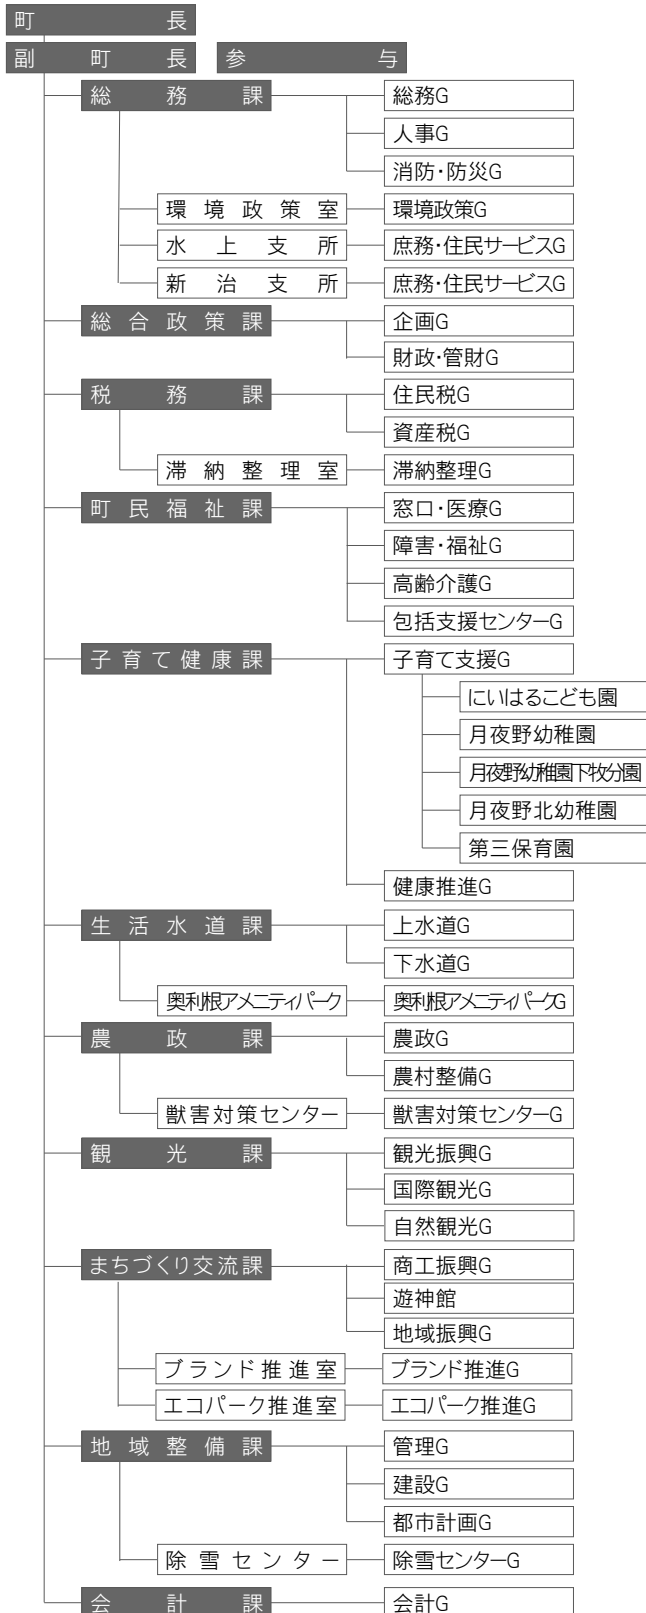 町長
副町長 参与
総務課 総務G
人事G
消防・防災G
環境政策室 環境政策G
水上支所 庶務・住民サービスG
新治支所 庶務・住民サービスG
総合政策課 企画G
財政・管財G
税務課 住民税G
資産税G
滞納整理室 滞納整理G
町民福祉課 窓口・医療G
障害・福祉G
高齢介護G
包括支援センターG
子育て健康課 子育て支援G
にいはるこども園
月夜野幼稚園
月夜野幼稚園下牧分園
月夜野北幼稚園
第三保育園
健康推進G
生活水道課 上水道G
下水道G
奥利根アメニティパーク 奥利根アメニティパークG
農政課 農政G
農村整備G
獣害対策センター 獣害対策センターG
観光課 観光振興G
国際観光G
自然観光G
まちづくり交流課 商工振興G
遊神館
地域振興G
ブランド推進室 ブランド推進G
エコパーク推進室 エコパーク推進G
地域整備課 管理G
建設G
都市計画G
除雪センター 除雪センターG
会計課 会計G